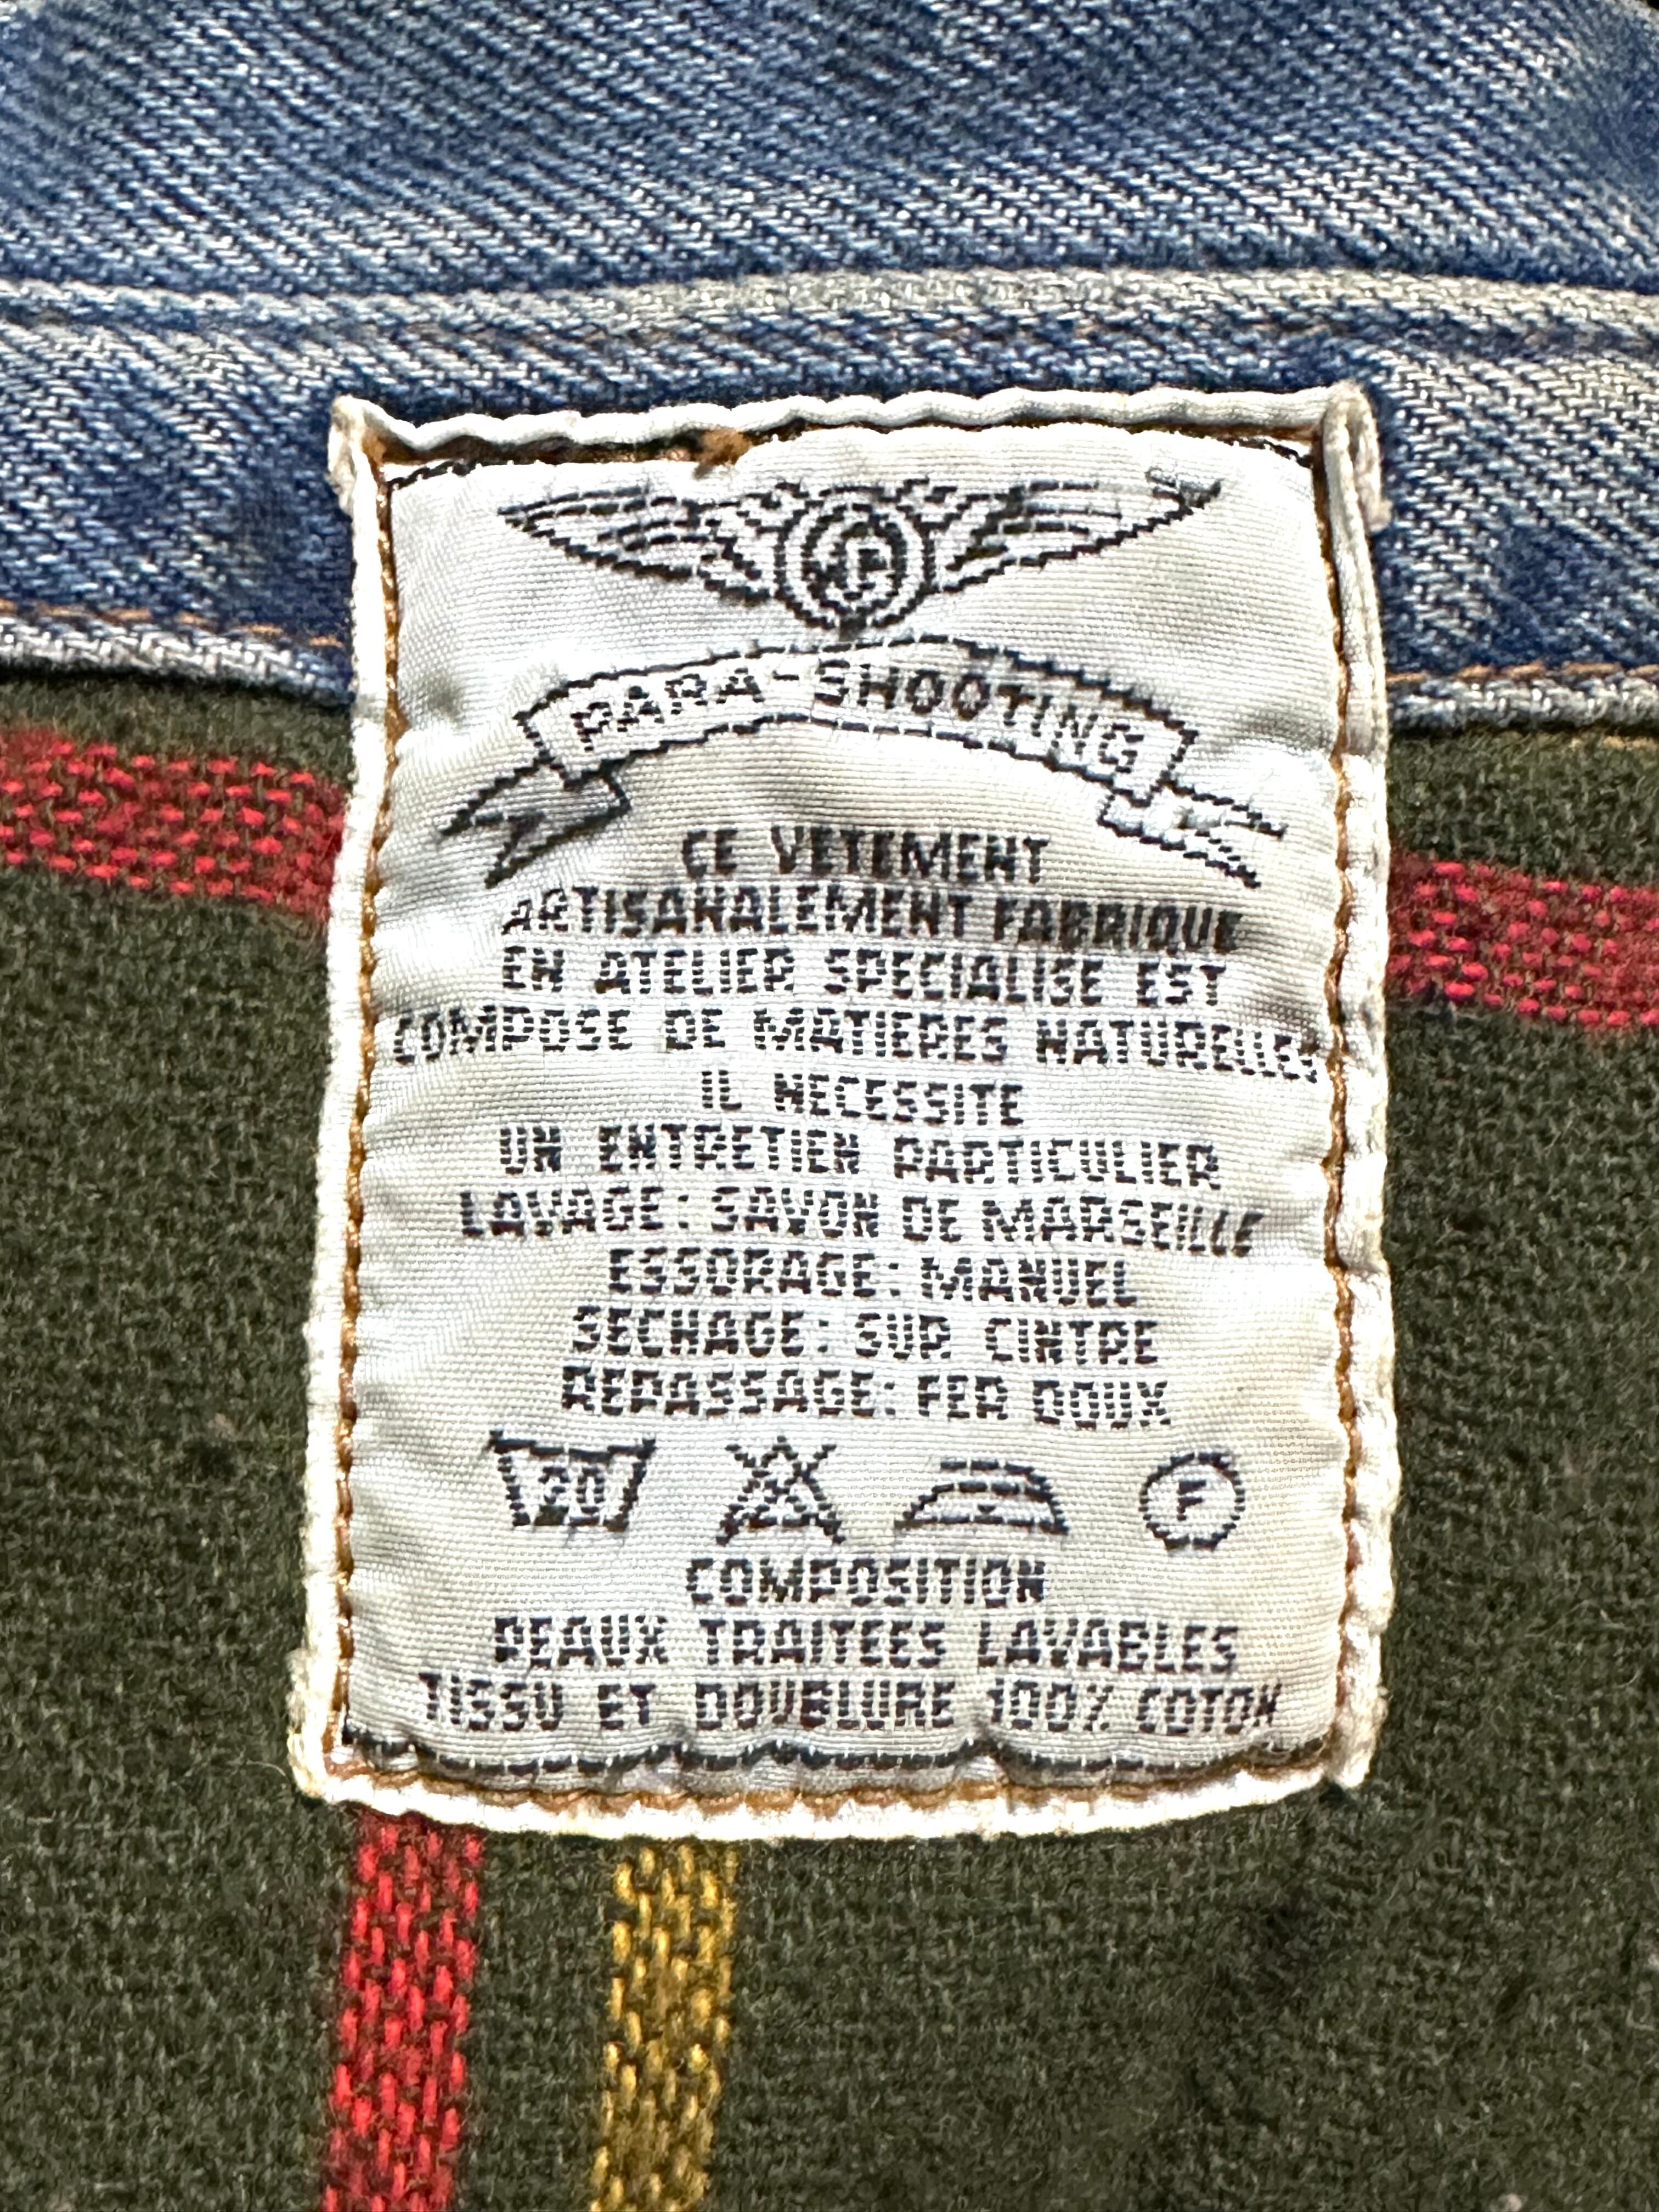 PARA-SHOOTING
CE VETEMENT
ARTISANALEMENT FABRIQUE
EN ATELIER SPECIALISE EST
COMPOSE DE MATIERES NATURELLES
IL NECESSITE
UN ENTRETIEN PARTICULIER
LAVAGE: SAVON DE MARSEILLE
ESSORAGE: MANUEL
SECHAGE: SUR CINTRE
REPASSAGE: FER DOUX
20 F
COMPOSITION
PEAUX TRAITEES LAVABLES
TISSU ET DOUBLURE 100% COTON